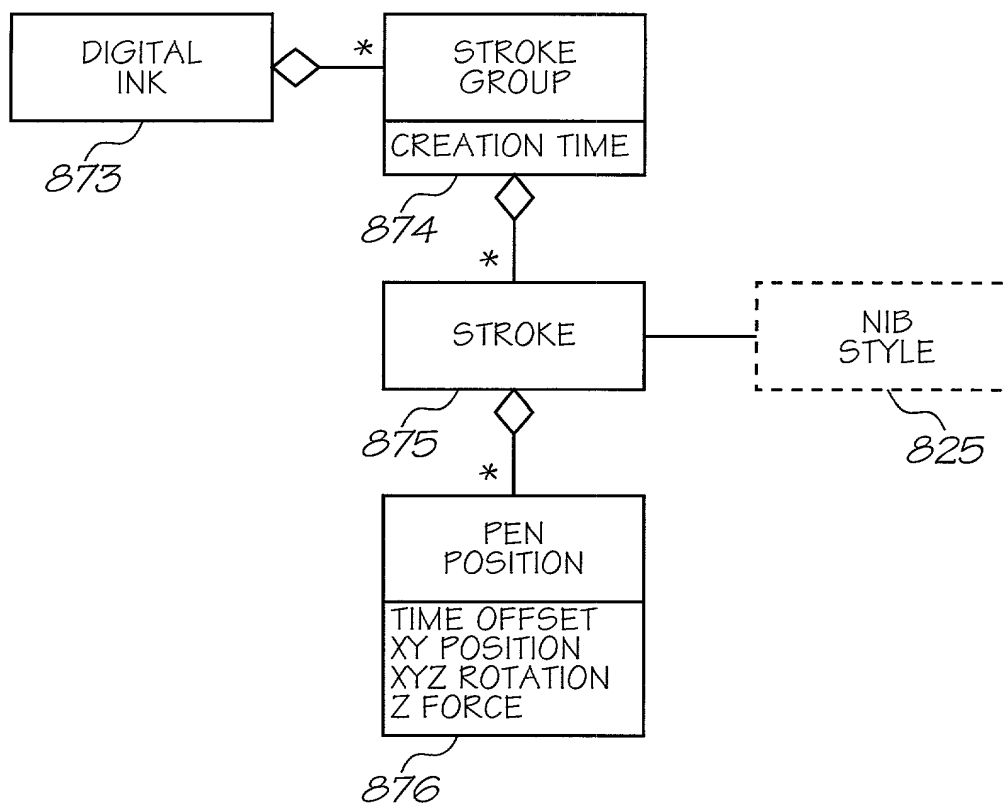 DIGITAL
INK
*
STROKE
GROUP
CREATION TIME
873
874
*
STROKE
NIB
STYLE
875
825
*
PEN
POSITION
TIME OFFSET
XY POSITION
XYZ ROTATION
Z FORCE
876